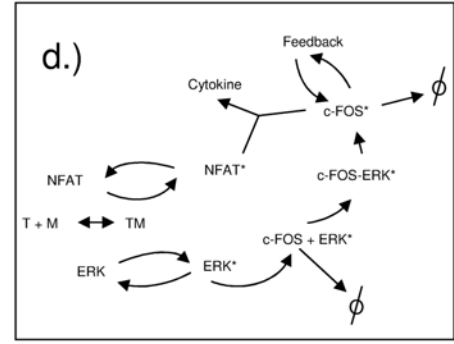 d.)
Feedback
Cytokine
c-FOS*
ϕ
NFAT
NFAT*
c-FOS-ERK*
T + M
TM
c-FOS + ERK*
ERK
ERK*
ϕ